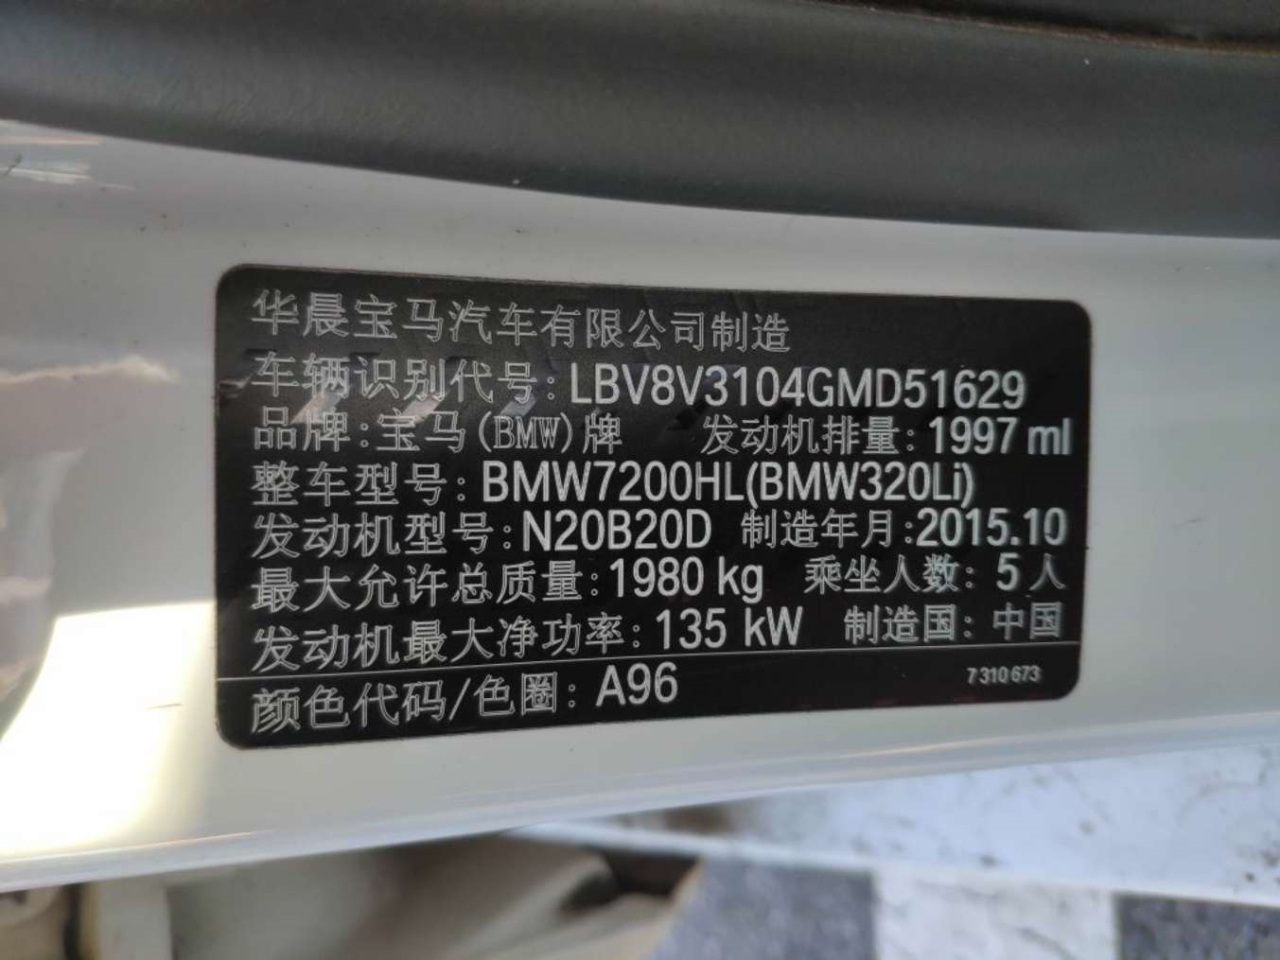 华晨宝马汽车有限公司制造
车辆识别代号: LBV8V3104GMD51629
品牌:宝马(BMW)牌 发动机排量: 1997 ml
整车型号: BMW7200HL(BMW320Li)
发动机型号: N20B20D 制造年月:2015.10
最大允许总质量: 1980 kg 乘坐人数: 5 人
发动机最大净功率: 135 kW 制造国: 中国
颜色代码/色圈: A96 7 310 673